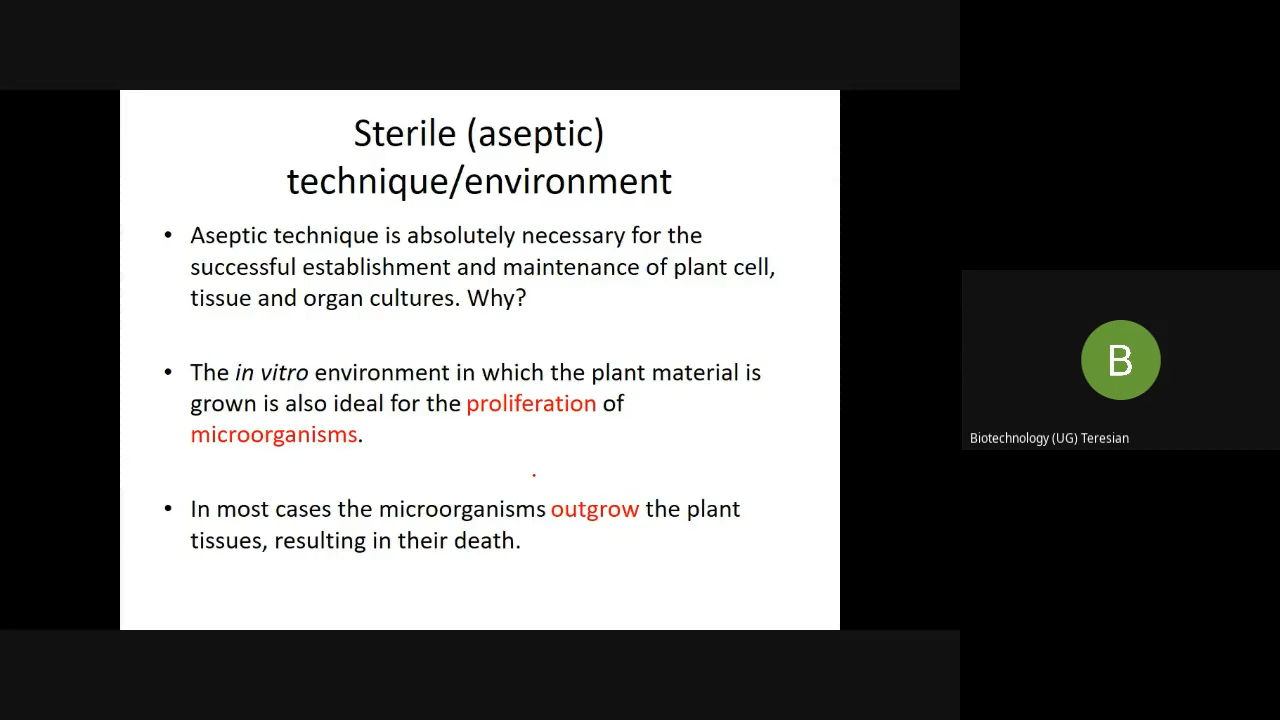 Sterile (aseptic)
technique/environment
• Aseptic technique is absolutely necessary for the
successful establishment and maintenance of plant cell,
tissue and organ cultures. Why?
• The in vitro environment in which the plant material is
grown is also ideal for the proliferation of
microorganisms.
• In most cases the microorganisms outgrow the plant
tissues, resulting in their death.
B
Biotechnology (UG) Teresian